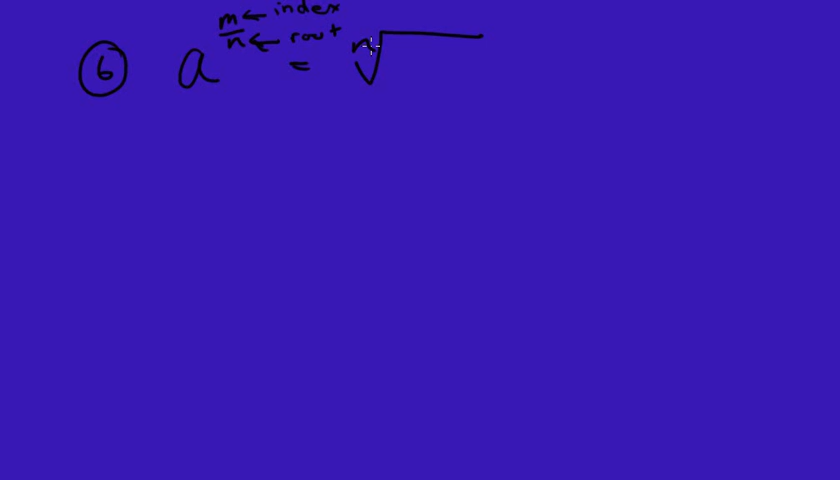 ⑥ a^(m/n) = ⁿ√
m ← index
n ← root